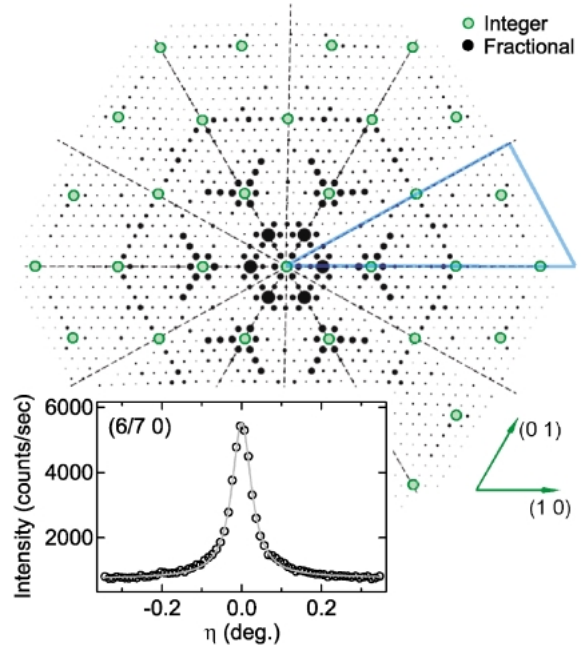 Integer
Fractional
(0 1)
(1 0)
(6/7 0)
Intensity (counts/sec)
6000
4000
2000
-0.2
0.0
0.2
η (deg.)